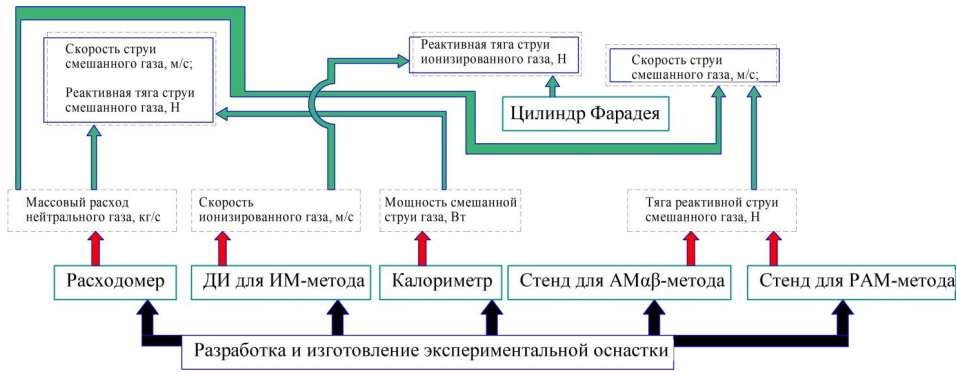 Скорость струи
смешанного газа, м/с;
Реактивная тяга струи
смешанного газа, Н
Реактивная тяга струи
ионизированного газа, Н
Скорость струи
смешанного газа, м/с;
Цилиндр Фарадея
Массовый расход
нейтрального газа, кг/с
Скорость
ионизированного газа, м/с
Мощность смешанной
струи газа, Вт
Тяга реактивной струи
смешанного газа, Н
Расходомер
ДИ для ИМ-метода
Калориметр
Стенд для АМαβ-метода
Стенд для РАМ-метода
Разработка и изготовление экспериментальной оснастки